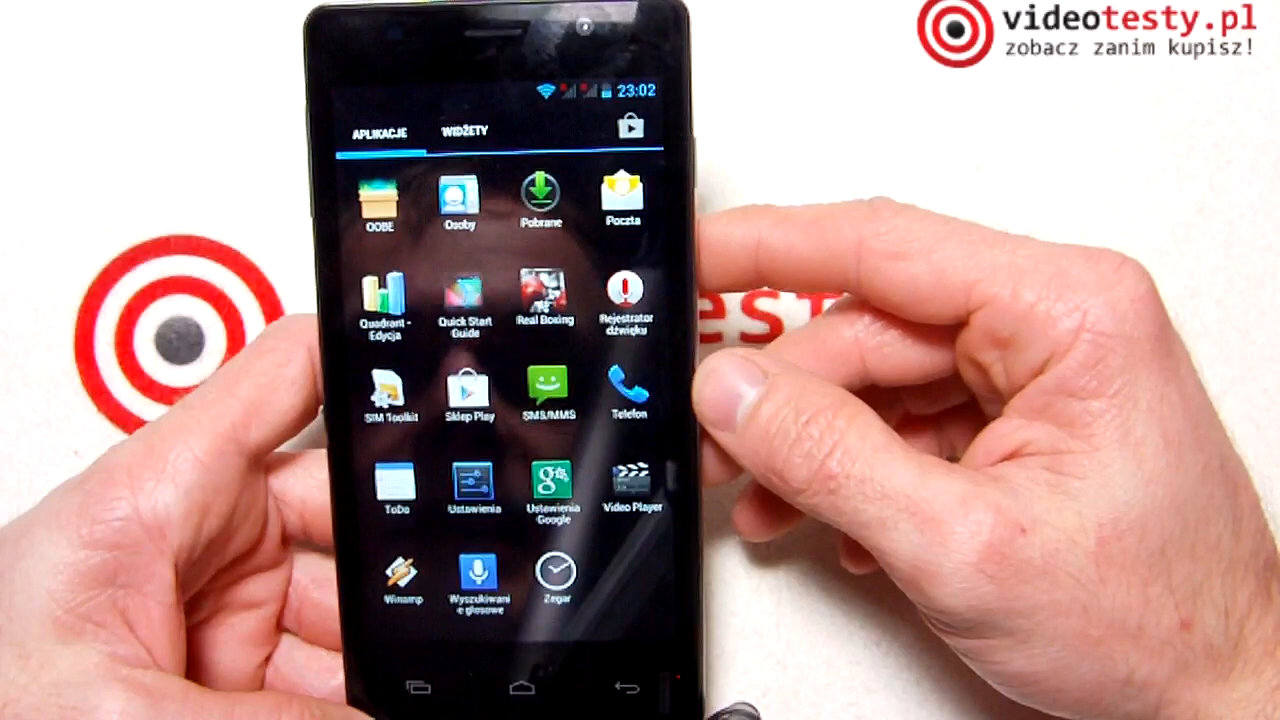 videotesty.pl
zobacz zanim kupisz!
23:02
APLIKACJE WIDŻETY
OOBE Osoby Pobrane Poczta
Quadrant - Edycja
Quick Start Guide
Real Boxing
Rejestrator dźwięku
SIM Toolkit Sklep Play SMS/MMS Telefon
ToDo Ustawienia
Ustawienia Google
Video Player
Winamp
Wyszukiwani
e głosowe
Zegar
est